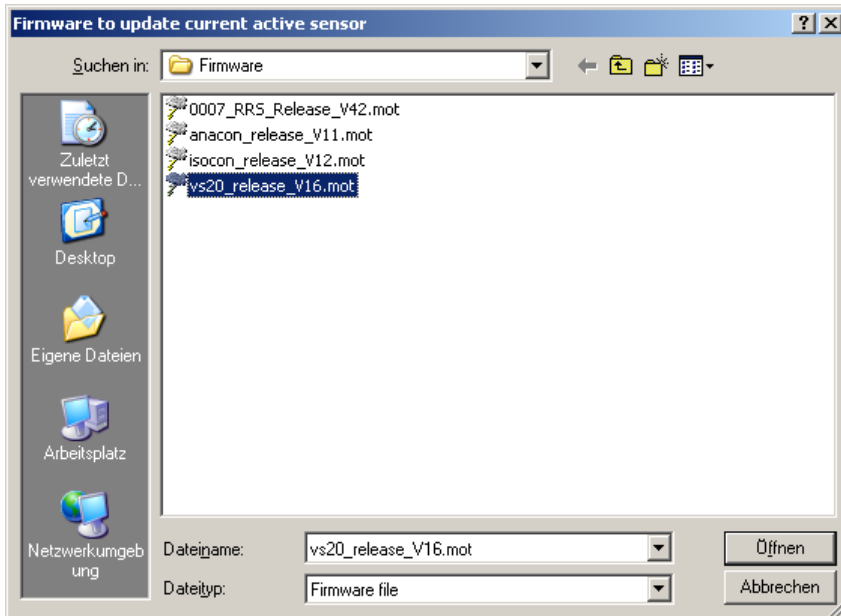 Firmware to update current active sensor
Suchen in:
Firmware
0007_RRS_Release_V42.mot
anacon_release_V11.mot
isocon_release_V12.mot
vs20_release_V16.mot
Zuletzt
verwendete D...
Desktop
Eigene Dateien
Arbeitsplatz
Netzwerkumgeb
ung
Dateiname:
vs20_release_V16.mot
Öffnen
Dateityp:
Firmware file
Abbrechen